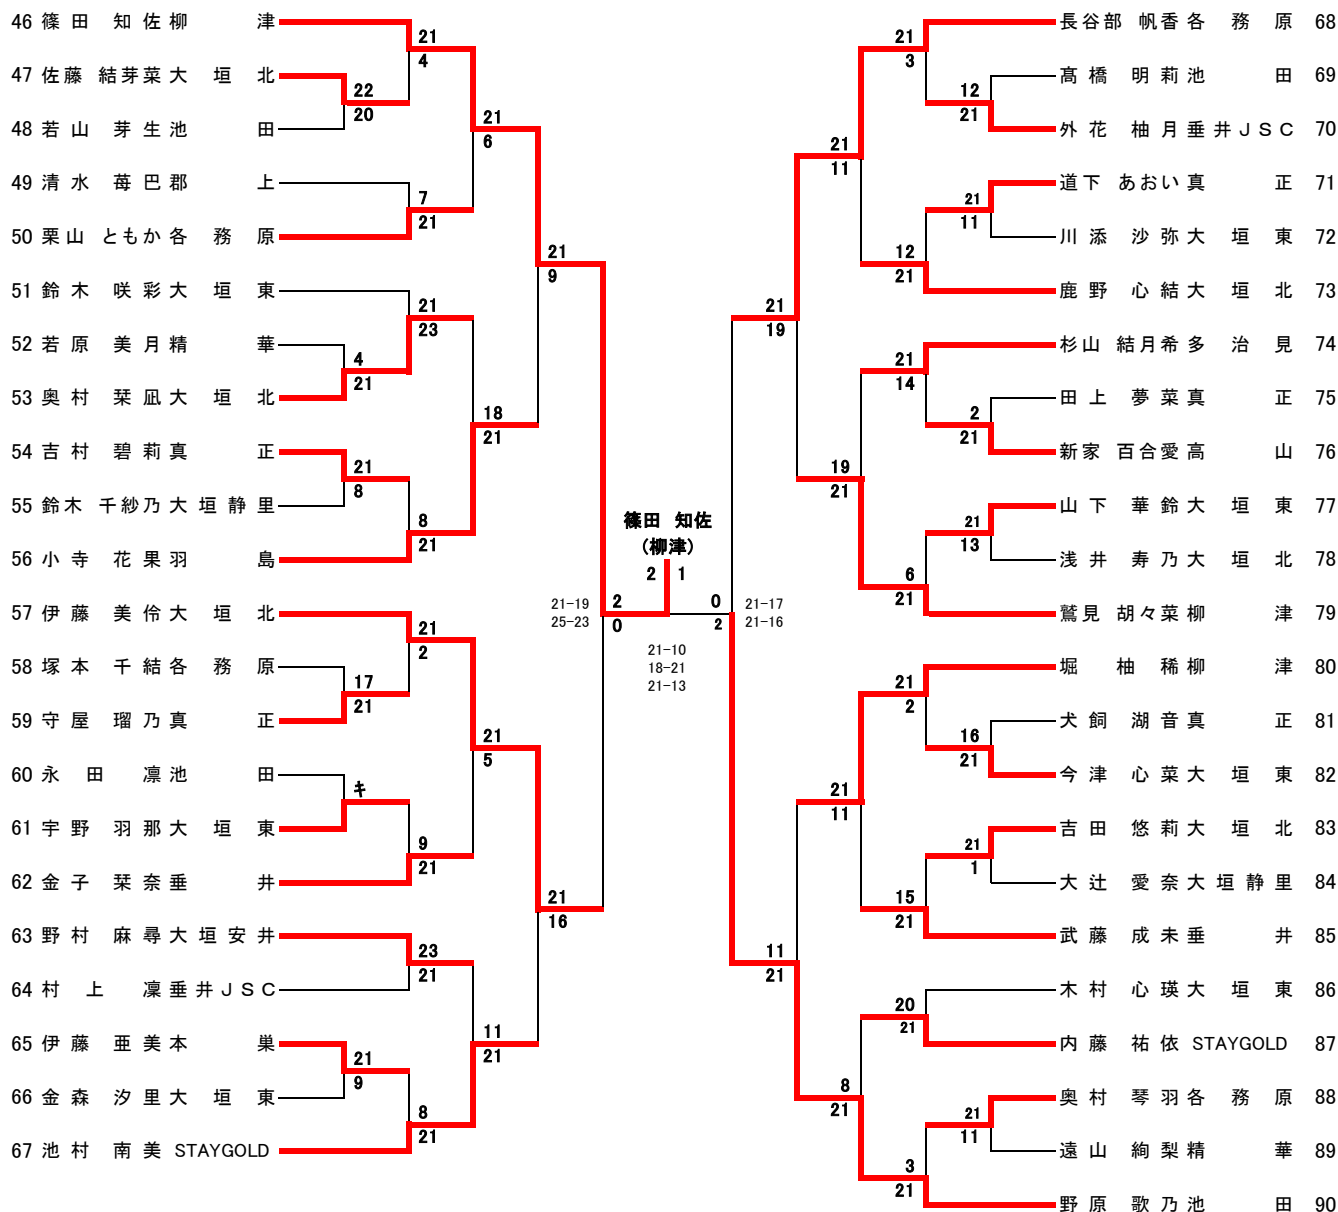 46 篠田 知佐 柳津
21
4
47 佐藤 結芽菜 大垣北
22
20
48 若山 芽生 池田
21
6
49 清水 苺巴 郡上
7
21
50 栗山 ともか 各務原
21
9
51 鈴木 咲彩 大垣東
21
23
52 若原 美月 精華
4
21
53 奥村 栞凪 大垣北
18
21
54 吉村 碧莉 真正
21
8
55 鈴木 千紗乃 大垣静里
8
21
56 小寺 花果 羽島
57 伊藤 美伶 大垣北
21
2
58 塚本 千結 各務原
17
21
59 守屋 瑠乃 真正
21
5
60 永田 凛 池田
キ
61 宇野 羽那 大垣東
9
21
62 金子 栞奈 垂井
21
16
63 野村 麻尋 大垣安井
23
21
64 村上 凜 垂井JSC
11
21
65 伊藤 亜美 本巣
21
9
66 金森 汐里 大垣東
8
21
67 池村 南美 STAYGOLD
篠田 知佐
(柳津)
2 1
21-19
25-23
2
0
0
2
21-17
21-16
21-10
18-21
21-13
長谷部 帆香 各務原 68
21
3
髙橋 明莉 池田 69
12
21
外花 柚月 垂井JSC 70
21
11
道下 あおい 真正 71
21
11
川添 沙弥 大垣東 72
12
21
鹿野 心結 大垣北 73
21
19
杉山 結月希 多治見 74
21
14
田上 夢菜 真正 75
2
21
新家 百合愛 高山 76
19
21
山下 華鈴 大垣東 77
21
13
浅井 寿乃 大垣北 78
6
21
鷲見 胡々菜 柳津 79
堀 柚稀 柳津 80
21
2
犬飼 湖音 真正 81
16
21
今津 心菜 大垣東 82
21
11
吉田 悠莉 大垣北 83
21
1
大辻 愛奈 大垣静里 84
15
21
武藤 成未 垂井 85
11
21
木村 心瑛 大垣東 86
20
21
内藤 祐依 STAYGOLD 87
8
21
奥村 琴羽 各務原 88
21
11
遠山 絢梨 精華 89
3
21
野原 歌乃 池田 90